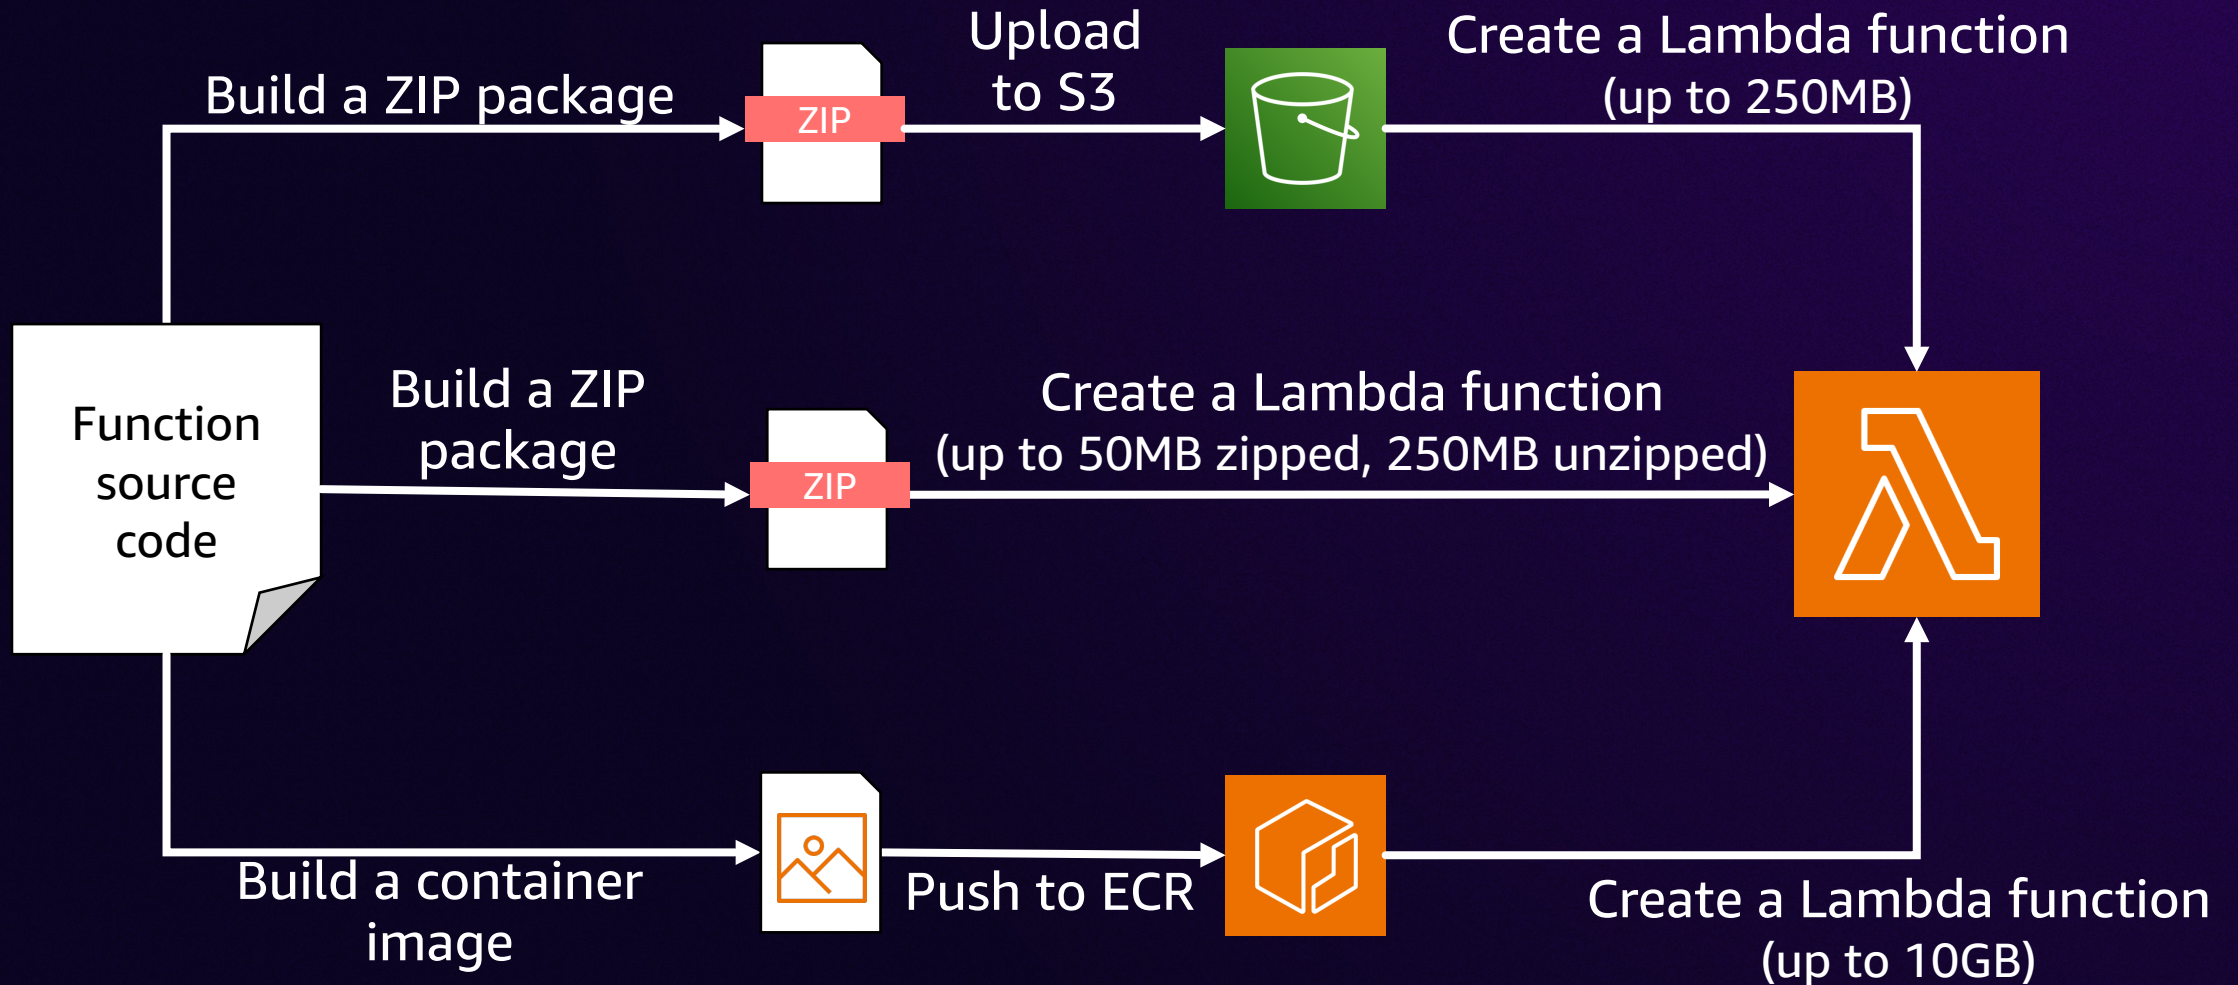 Build a ZIP package
ZIP
Upload
to S3
Create a Lambda function
(up to 250MB)
Function
source
code
Build a ZIP
package
ZIP
Create a Lambda function
(up to 50MB zipped, 250MB unzipped)
Build a container
image
Push to ECR
Create a Lambda function
(up to 10GB)